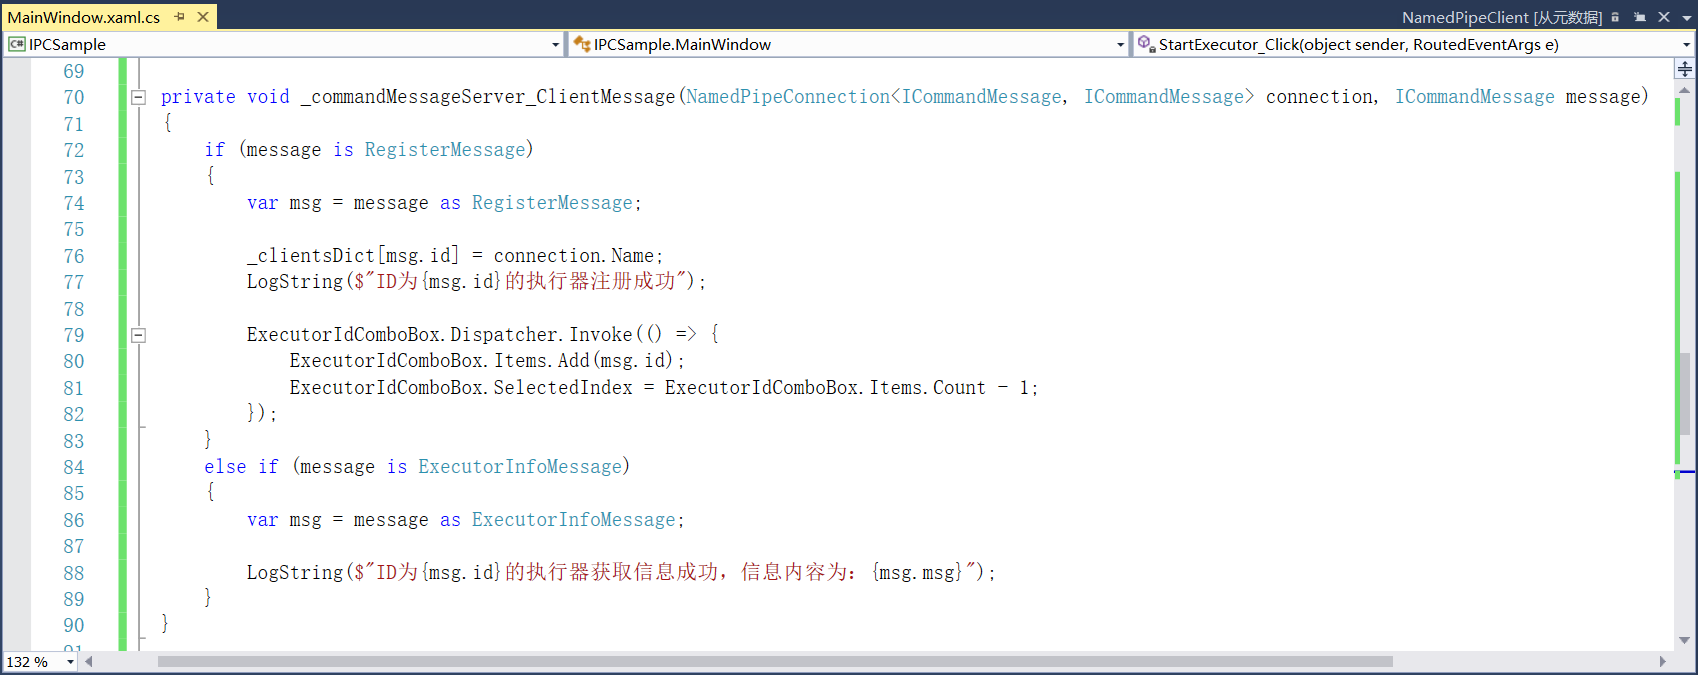 MainWindow.xaml.cs
NamedPipeClient [从元数据]
C# IPCSample
IPCSample.MainWindow
StartExecutor_Click(object sender, RoutedEventArgs e)
69
70 private void _commandMessageServer_ClientMessage(NamedPipeConnection<ICommandMessage, ICommandMessage> connection, ICommandMessage message)
71 {
72 if (message is RegisterMessage)
73 {
74 var msg = message as RegisterMessage;
75
76 _clientsDict[msg.id] = connection.Name;
77 LogString($"ID为{msg.id}的执行器注册成功");
78
79 ExecutorIdComboBox.Dispatcher.Invoke(() => {
80 ExecutorIdComboBox.Items.Add(msg.id);
81 ExecutorIdComboBox.SelectedIndex = ExecutorIdComboBox.Items.Count - 1;
82 });
83 }
84 else if (message is ExecutorInfoMessage)
85 {
86 var msg = message as ExecutorInfoMessage;
87
88 LogString($"ID为{msg.id}的执行器获取信息成功，信息内容为：{msg.msg}");
89 }
90 }
91
132 %